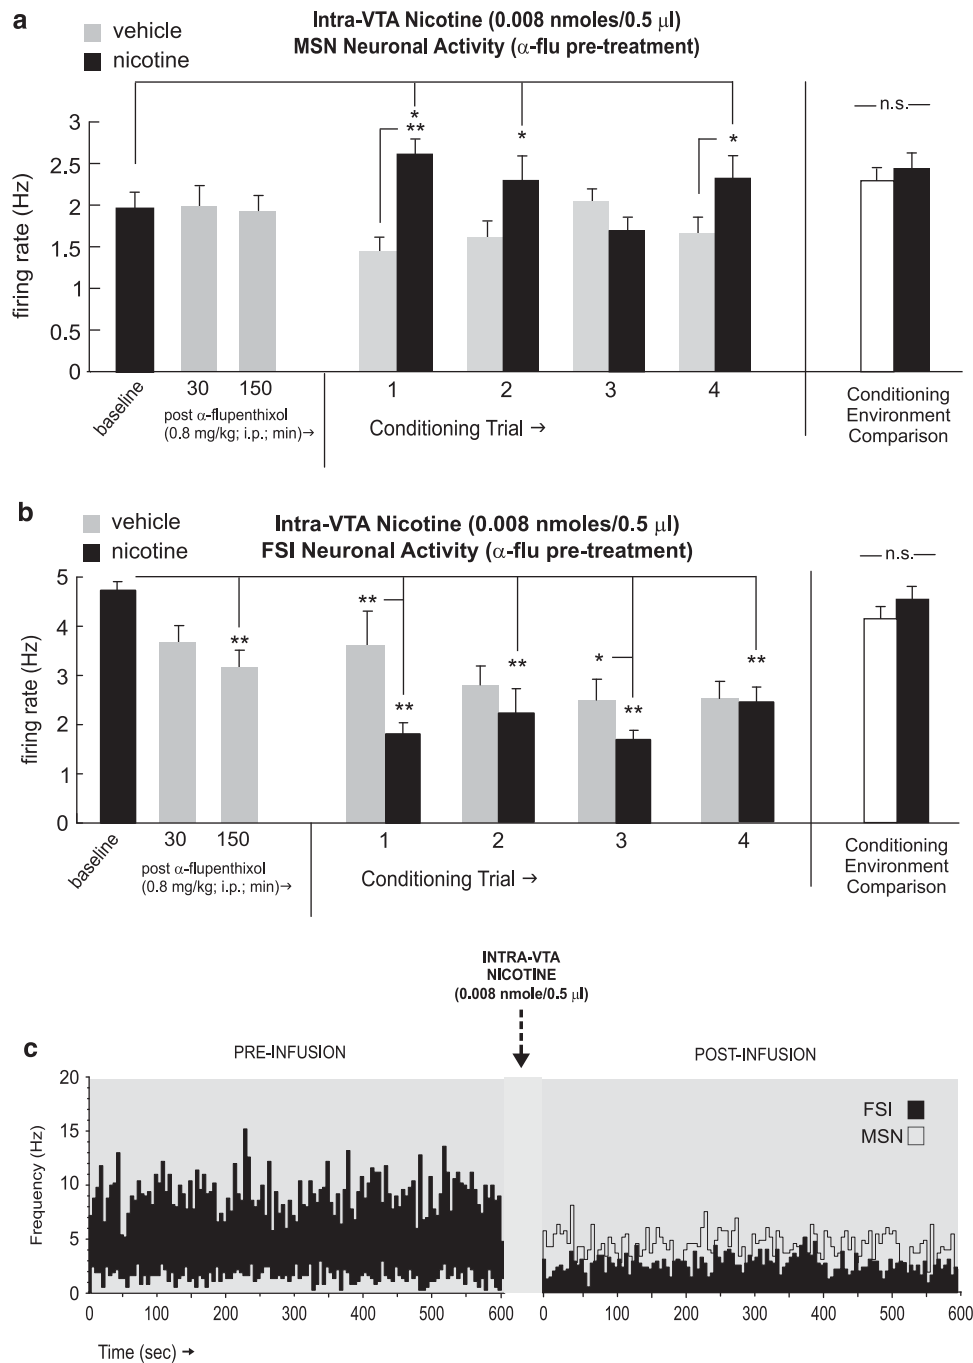 a
Intra-VTA Nicotine (0.008 nmoles/0.5 µl)
MSN Neuronal Activity (α-flu pre-treatment)
vehicle
nicotine
n.s.
*
**
*
*
3
2.5
2
1.5
1
0.5
0
firing rate (Hz)
baseline
30 150
post α-flupenthixol
(0.8 mg/kg; i.p.; min)→
1 2 3 4
Conditioning Trial →
Conditioning
Environment
Comparison
b
Intra-VTA Nicotine (0.008 nmoles/0.5 µl)
FSI Neuronal Activity (α-flu pre-treatment)
vehicle
nicotine
n.s.
**
**
**
**
*
**
**
5
4
3
2
1
0
firing rate (Hz)
baseline
30 150
post α-flupenthixol
(0.8 mg/kg; i.p.; min)→
1 2 3 4
Conditioning Trial →
Conditioning
Environment
Comparison
INTRA-VTA
NICOTINE
(0.008 nmole/0.5 µl)
c
PRE-INFUSION
POST-INFUSION
FSI
MSN
20
15
10
5
0
Frequency (Hz)
0 100 200 300 400 500 600
0 100 200 300 400 500 600
Time (sec) →